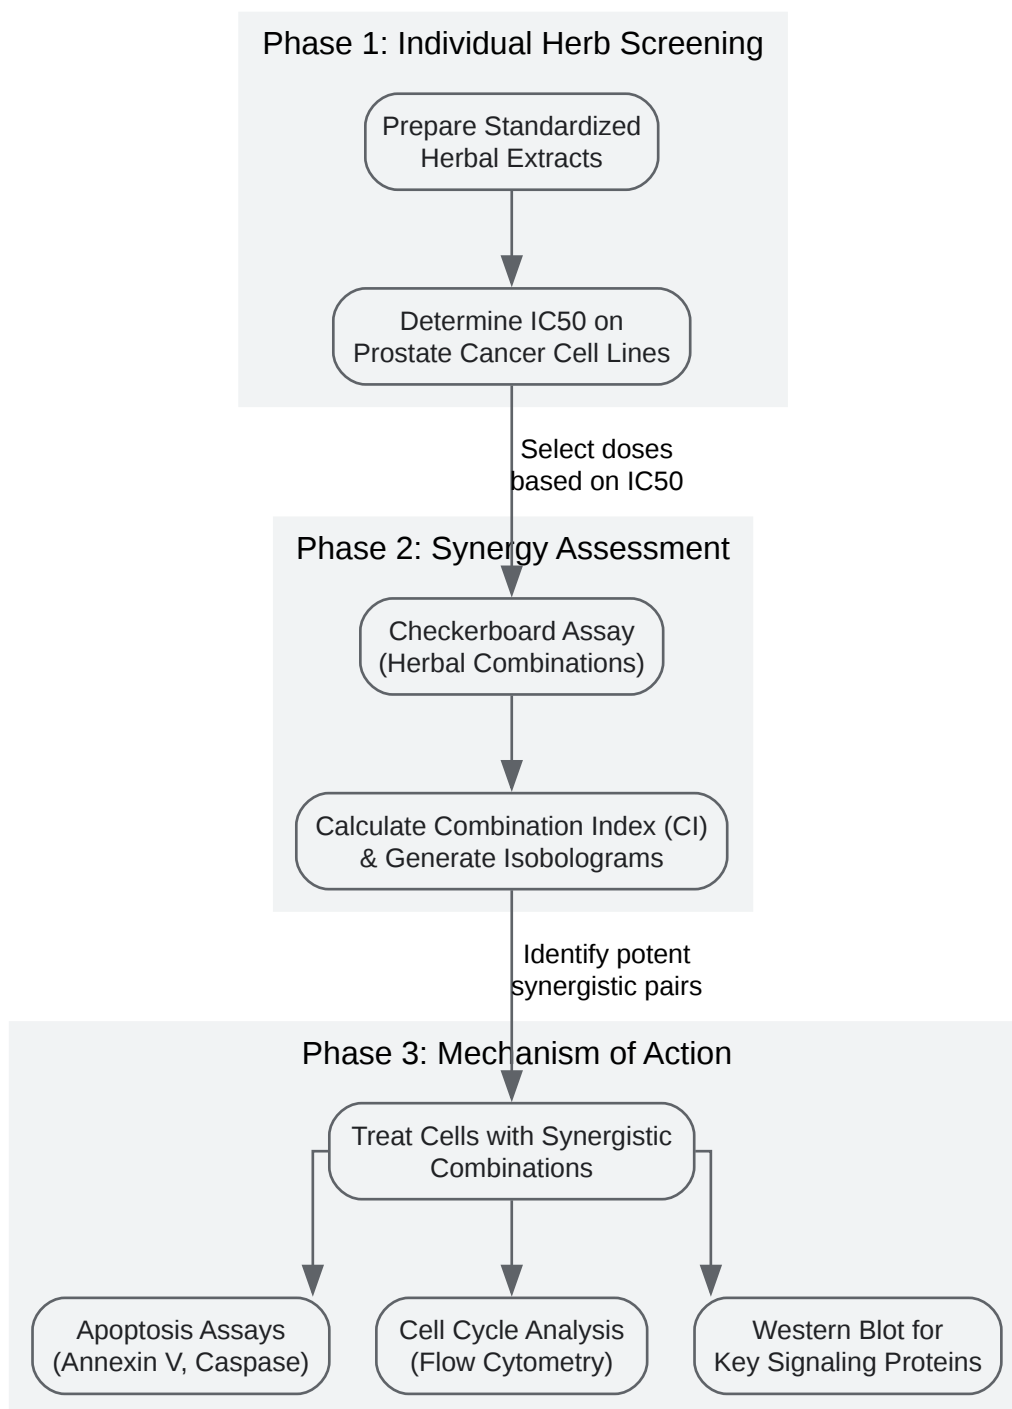 Phase 1: Individual Herb Screening
Prepare Standardized
Herbal Extracts
Determine IC50 on
Prostate Cancer Cell Lines
Select doses
based on IC50
Phase 2: Synergy Assessment
Checkerboard Assay
(Herbal Combinations)
Calculate Combination Index (CI)
& Generate Isobolograms
Identify potent
synergistic pairs
Phase 3: Mechanism of Action
Treat Cells with Synergistic
Combinations
Apoptosis Assays
(Annexin V, Caspase)
Cell Cycle Analysis
(Flow Cytometry)
Western Blot for
Key Signaling Proteins